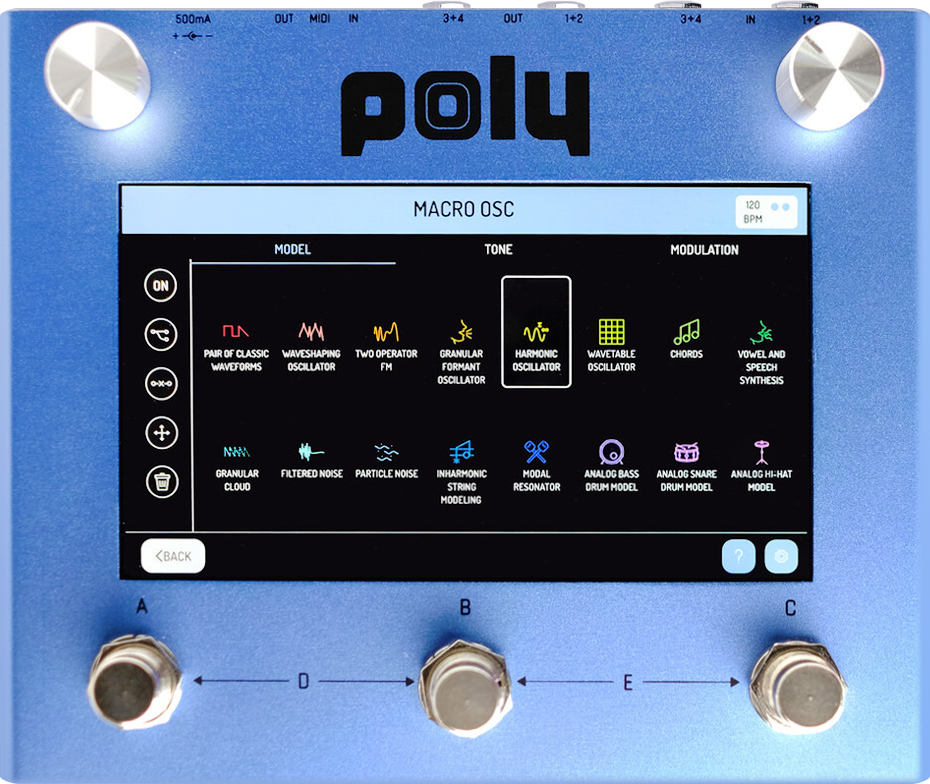 500mA
OUT MIDI IN
3+4 OUT 1+2
3+4 IN 1+2
poly
MACRO OSC
120
BPM
MODEL TONE MODULATION
ON
PAIR OF CLASSIC
WAVEFORMS
WAVESHAPING
OSCILLATOR
TWO OPERATOR
FM
GRANULAR
FORMANT
OSCILLATOR
HARMONIC
OSCILLATOR
WAVETABLE
OSCILLATOR
CHORDS
VOWEL AND
SPEECH
SYNTHESIS
GRANULAR
CLOUD
FILTERED NOISE
PARTICLE NOISE
INHARMONIC
STRING
MODELING
MODAL
RESONATOR
ANALOG BASS
DRUM MODEL
ANALOG SNARE
DRUM MODEL
ANALOG HI-HAT
MODEL
<BACK
?
A B C
D E